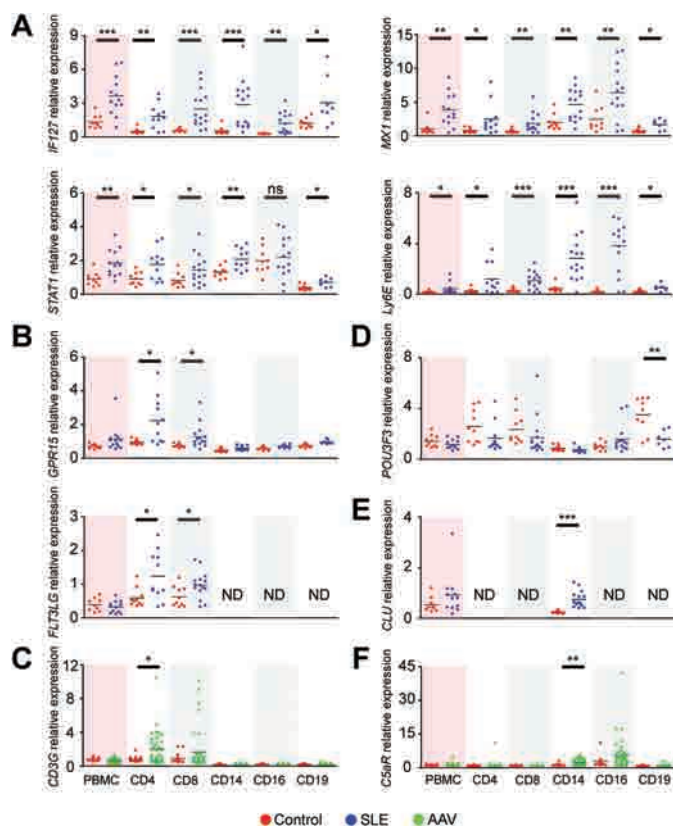 A
IF127 relative expression
9
6
3
0
*** ** *** *** ** *
MX1 relative expression
15
10
5
0
** * ** ** ** *
STAT1 relative expression
6
4
2
0
** * * ** ns *
Ly6E relative expression
8
4
0
* * *** *** *** *
B
GPR15 relative expression
6
4
2
0
* *
D
POU3F3 relative expression
8
6
4
2
0
**
FLT3LG relative expression
3
2
1
0
* *
ND ND ND
E
CLU relative expression
4
2
0
***
ND ND ND ND
C
CD3G relative expression
12
8
4
0
*
PBMC CD4 CD8 CD14 CD16 CD19
F
C5aR relative expression
45
30
15
0
**
PBMC CD4 CD8 CD14 CD16 CD19
Control SLE AAV